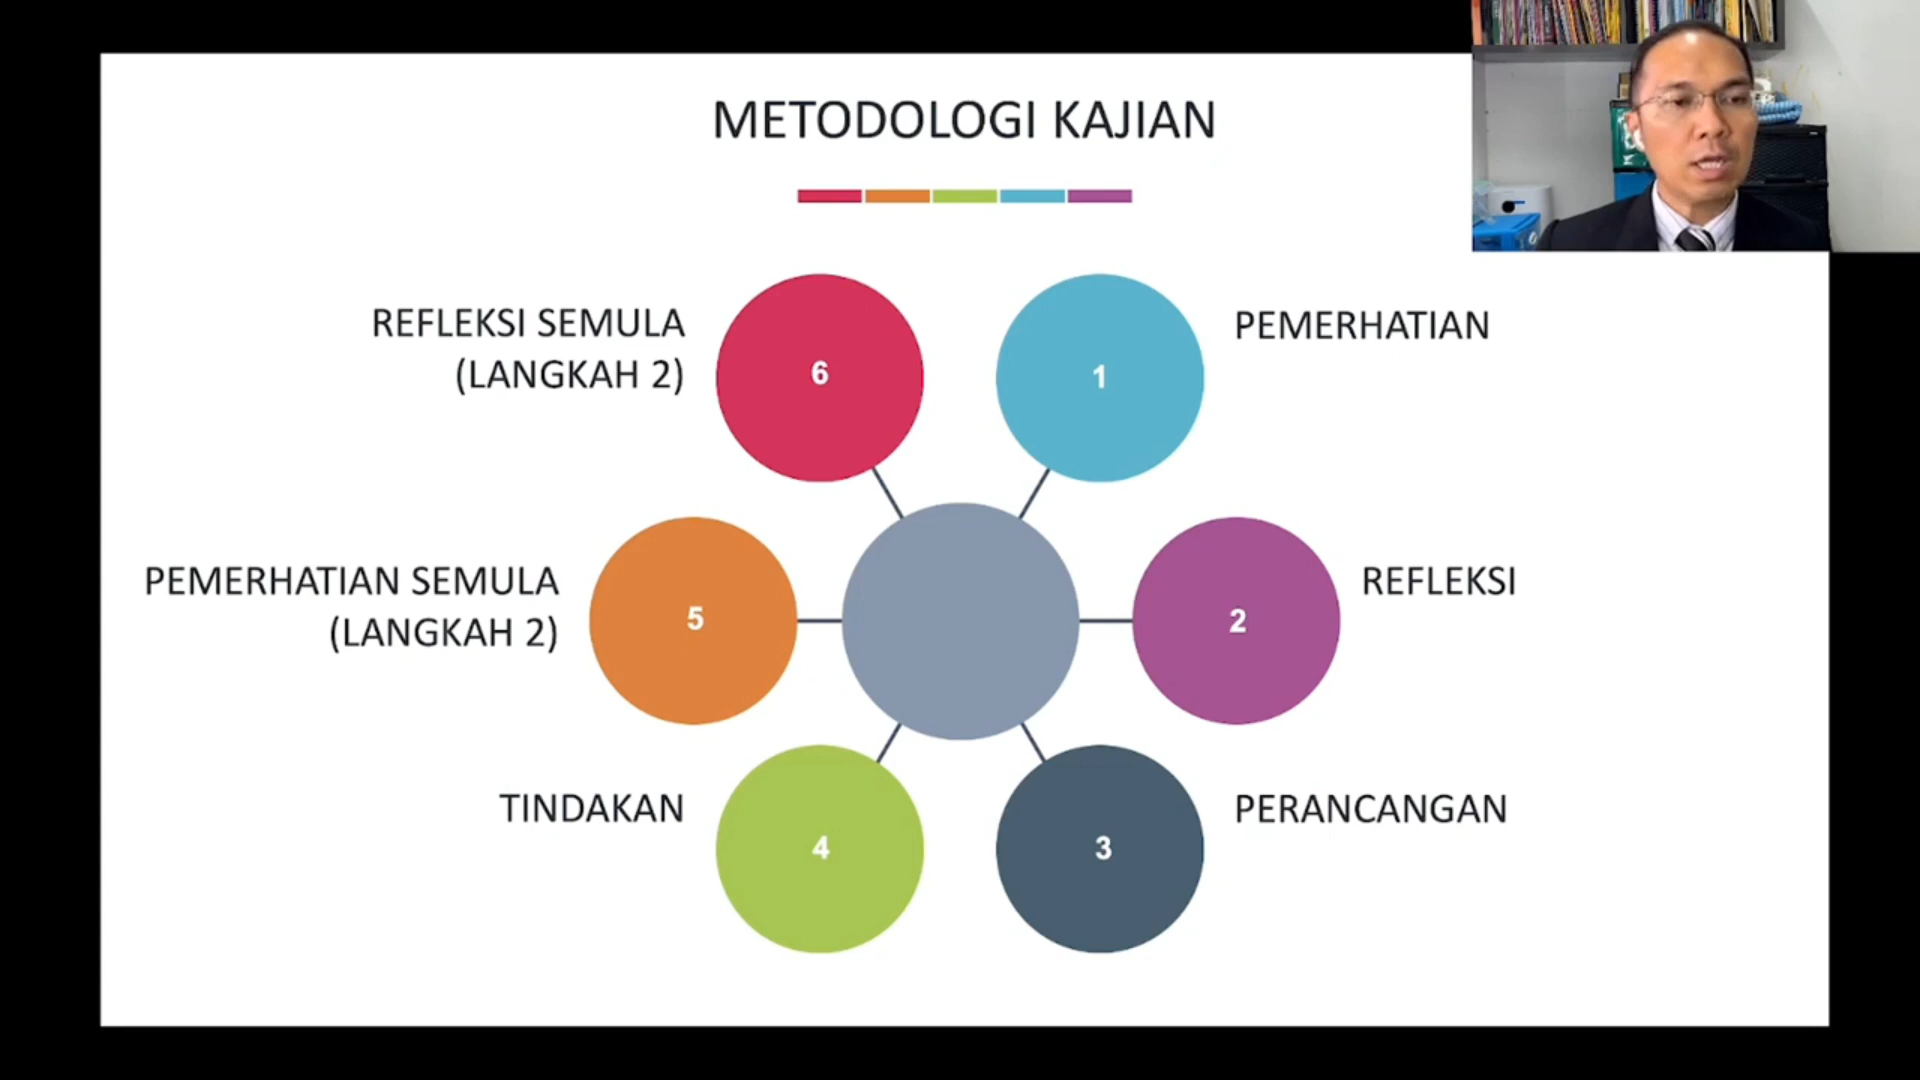 METODOLOGI KAJIAN
1
PEMERHATIAN
2
REFLEKSI
3
PERANCANGAN
4
TINDAKAN
5
PEMERHATIAN SEMULA
(LANGKAH 2)
6
REFLEKSI SEMULA
(LANGKAH 2)